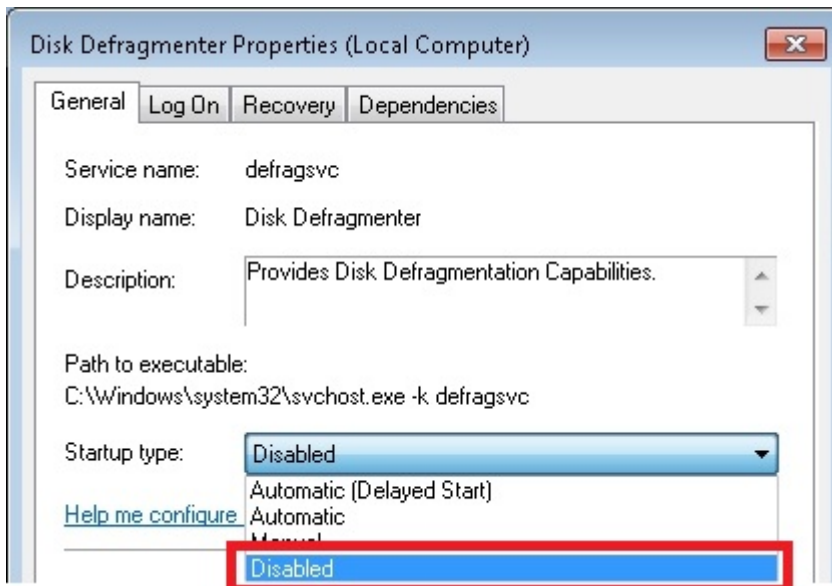 Disk Defragmenter Properties (Local Computer)
General Log On Recovery Dependencies
Service name: defragsvc
Display name: Disk Defragmenter
Description: Provides Disk Defragmentation Capabilities.
Path to executable:
C:\Windows\system32\svchost.exe -k defragsvc
Startup type: Disabled
Automatic (Delayed Start)
Help me configure Automatic
Manual
Disabled